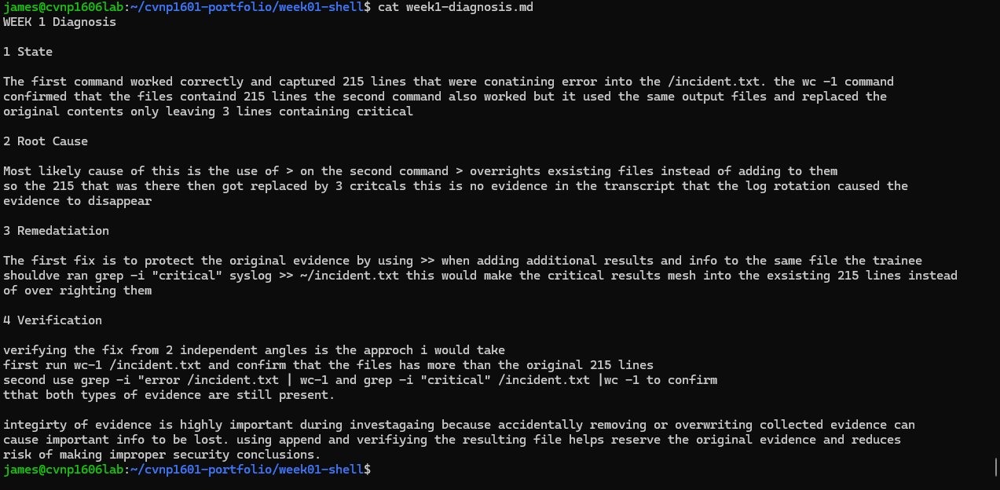 james@cvnp1606lab:~/cvnp1601-portfolio/week01-shell$ cat week1-diagnosis.md
WEEK 1 Diagnosis
1 State
The first command worked correctly and captured 215 lines that were conatining error into the /incident.txt. the wc -1 command
confirmed that the files containd 215 lines the second command also worked but it used the same output files and replaced the
original contents only leaving 3 lines containing critical
2 Root Cause
Most likely cause of this is the use of > on the second command > overrights exsisting files instead of adding to them
so the 215 that was there then got replaced by 3 critcals this is no evidence in the transcript that the log rotation caused the
evidence to disappear
3 Remedatiation
The first fix is to protect the original evidence by using >> when adding additional results and info to the same file the trainee
shouldve ran grep -i "critical" syslog >> ~/incident.txt this would make the critical results mesh into the exsisting 215 lines instead
of over righting them
4 Verification
verifying the fix from 2 independent angles is the approch i would take
first run wc-1 /incident.txt and confirm that the files has more than the original 215 lines
second use grep -i "error /incident.txt | wc-1 and grep -i "critical" /incident.txt |wc -1 to confirm
tthat both types of evidence are still present.
integirty of evidence is highly important during investagaing because accidentally removing or overwriting collected evidence can
cause important info to be lost. using append and verifiying the resulting file helps reserve the original evidence and reduces
risk of making improper security conclusions.
james@cvnp1606lab:~/cvnp1601-portfolio/week01-shell$